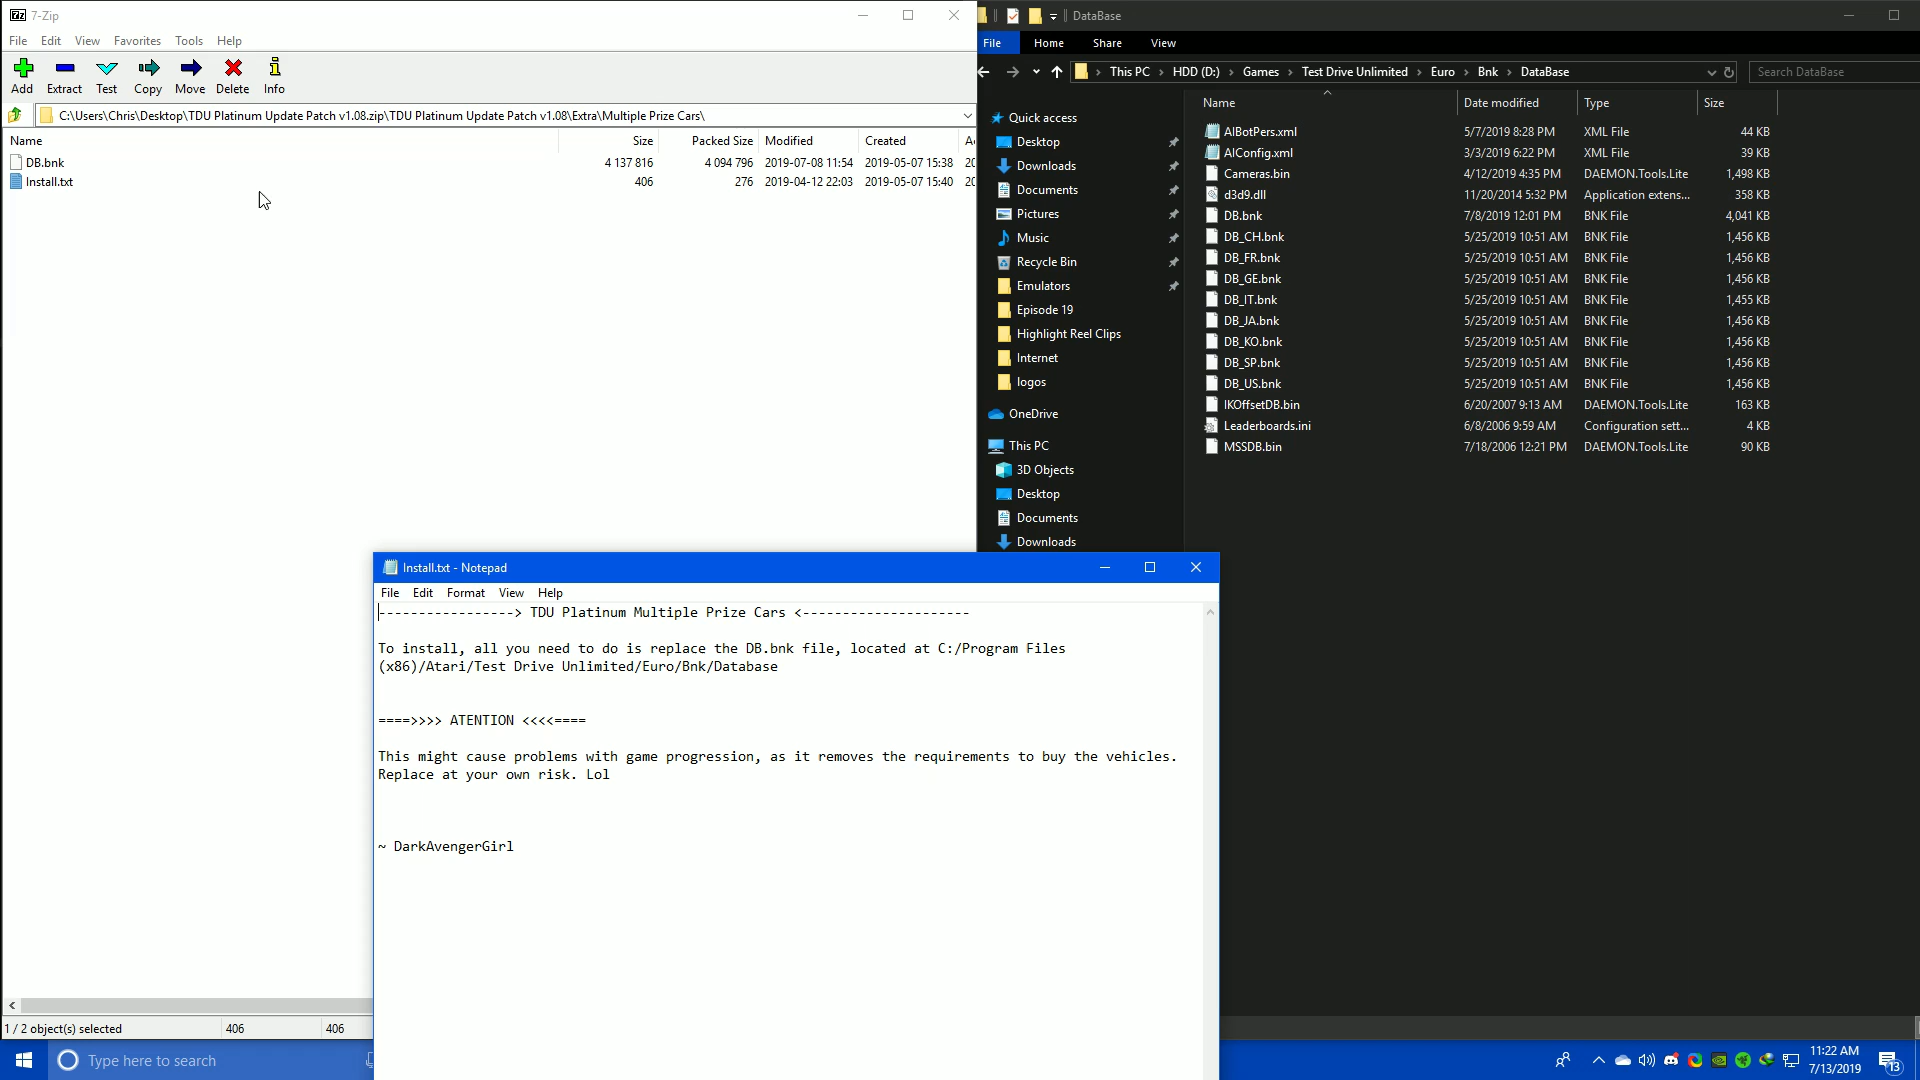 7-Zip
File Edit View Favorites Tools Help
Add Extract Test Copy Move Delete Info
C:\Users\Chris\Desktop\TDU Platinum Update Patch v1.08.zip\TDU Platinum Update Patch v1.08\Extra\Multiple Prize Cars\
Name Size Packed Size Modified Created
DB.bnk 4 137 816 4 094 796 2019-07-08 11:54 2019-05-07 15:38
Install.txt 406 276 2019-04-12 22:03 2019-05-07 15:40
1 / 2 object(s) selected 406 406
DataBase
File Home Share View
This PC > HDD (D:) > Games > Test Drive Unlimited > Euro > Bnk > DataBase
Search DataBase
Quick access
Desktop
Downloads
Documents
Pictures
Music
Recycle Bin
Emulators
Episode 19
Highlight Reel Clips
Internet
logos
OneDrive
This PC
3D Objects
Desktop
Documents
Downloads
Name Date modified Type Size
AIBotPers.xml 5/7/2019 8:28 PM XML File 44 KB
AIConfig.xml 3/3/2019 6:22 PM XML File 39 KB
Cameras.bin 4/12/2019 4:35 PM DAEMON.Tools.Lite 1,498 KB
d3d9.dll 11/20/2014 5:32 PM Application extens... 358 KB
DB.bnk 7/8/2019 12:01 PM BNK File 4,041 KB
DB_CH.bnk 5/25/2019 10:51 AM BNK File 1,456 KB
DB_FR.bnk 5/25/2019 10:51 AM BNK File 1,456 KB
DB_GE.bnk 5/25/2019 10:51 AM BNK File 1,456 KB
DB_IT.bnk 5/25/2019 10:51 AM BNK File 1,455 KB
DB_JA.bnk 5/25/2019 10:51 AM BNK File 1,456 KB
DB_KO.bnk 5/25/2019 10:51 AM BNK File 1,456 KB
DB_SP.bnk 5/25/2019 10:51 AM BNK File 1,456 KB
DB_US.bnk 5/25/2019 10:51 AM BNK File 1,456 KB
IKOffsetDB.bin 6/20/2007 9:13 AM DAEMON.Tools.Lite 163 KB
Leaderboards.ini 6/8/2006 9:59 AM Configuration sett... 4 KB
MSSDB.bin 7/18/2006 12:21 PM DAEMON.Tools.Lite 90 KB
Install.txt - Notepad
File Edit Format View Help
-----------------> TDU Platinum Multiple Prize Cars <---------------------
To install, all you need to do is replace the DB.bnk file, located at C:/Program Files
(x86)/Atari/Test Drive Unlimited/Euro/Bnk/Database
====>>>> ATENTION <<<<====
This might cause problems with game progression, as it removes the requirements to buy the vehicles.
Replace at your own risk. Lol
~ DarkAvengerGirl
Type here to search
11:22 AM
7/13/2019
13